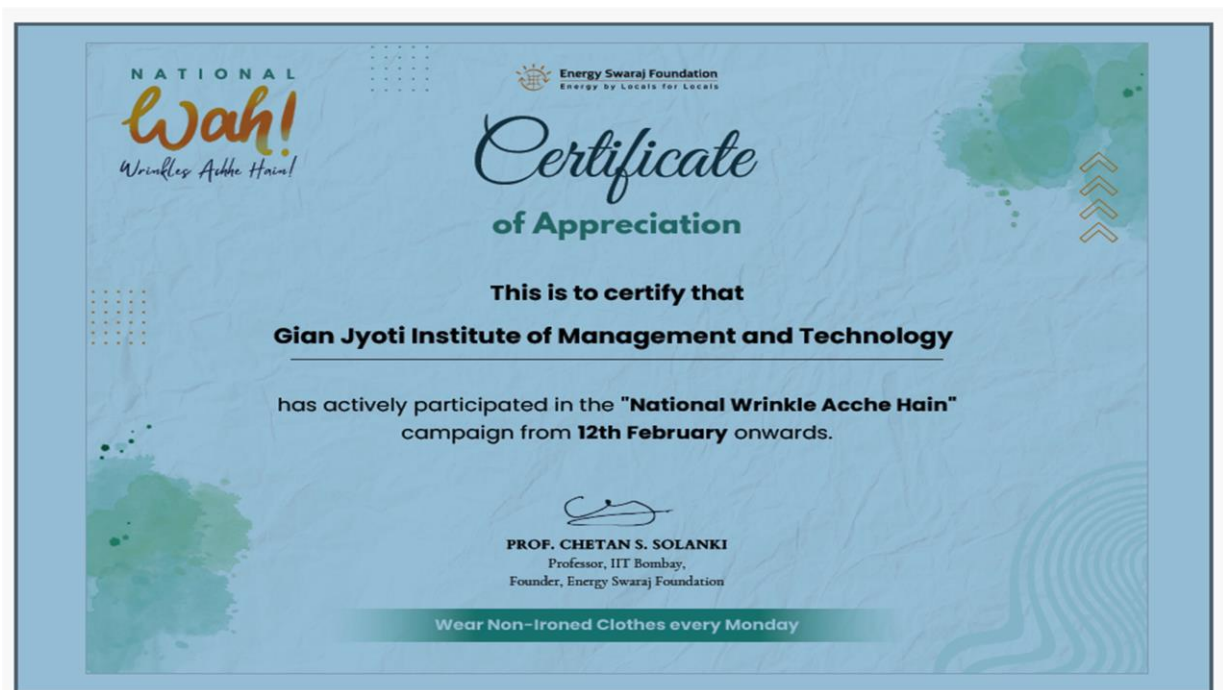 NATIONAL
Wah!
Wrinkles Achhe Hain!
Energy Swaraj Foundation
Energy by Locals for Locals
Certificate
of Appreciation
This is to certify that
Gian Jyoti Institute of Management and Technology
has actively participated in the "National Wrinkle Acche Hain"
campaign from 12th February onwards.
PROF. CHETAN S. SOLANKI
Professor, IIT Bombay,
Founder, Energy Swaraj Foundation
Wear Non-Ironed Clothes every Monday